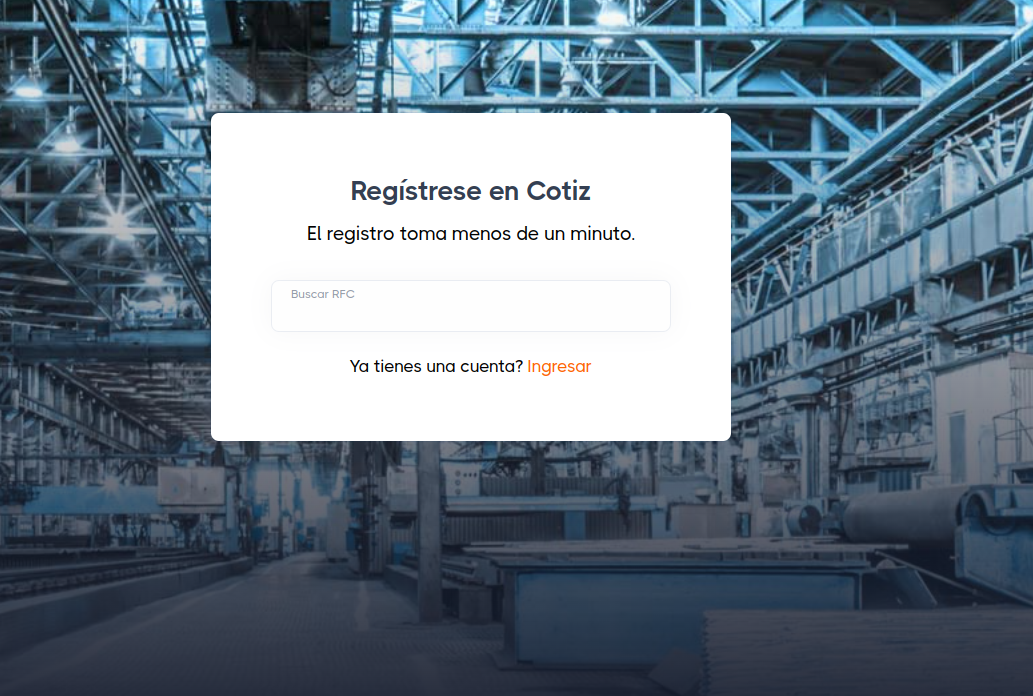 Regístrese en Cotiz
El registro toma menos de un minuto.
Buscar RFC
Ya tienes una cuenta? Ingresar